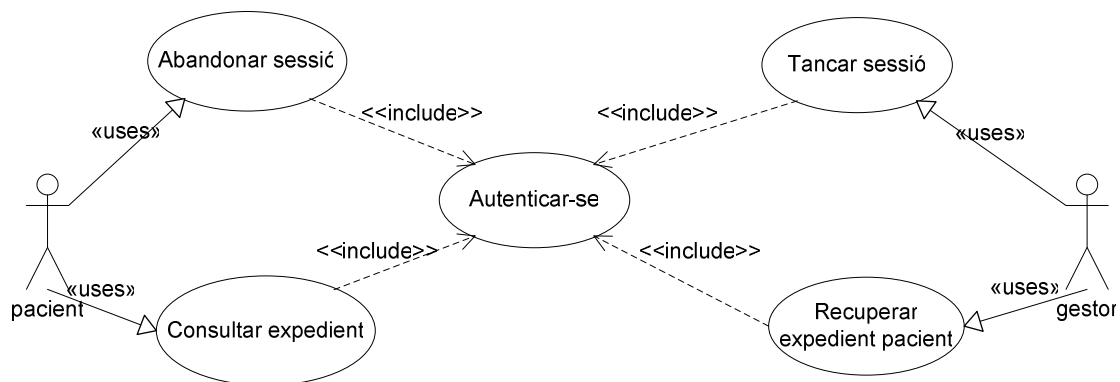 Abandonar sessió
Tancar sessió
<<include>>
<<include>>
«uses»
«uses»
Autenticar-se
<<include>>
<<include>>
«uses»
«uses»
pacient
Consultar expedient
Recuperar
expedient pacient
gestor